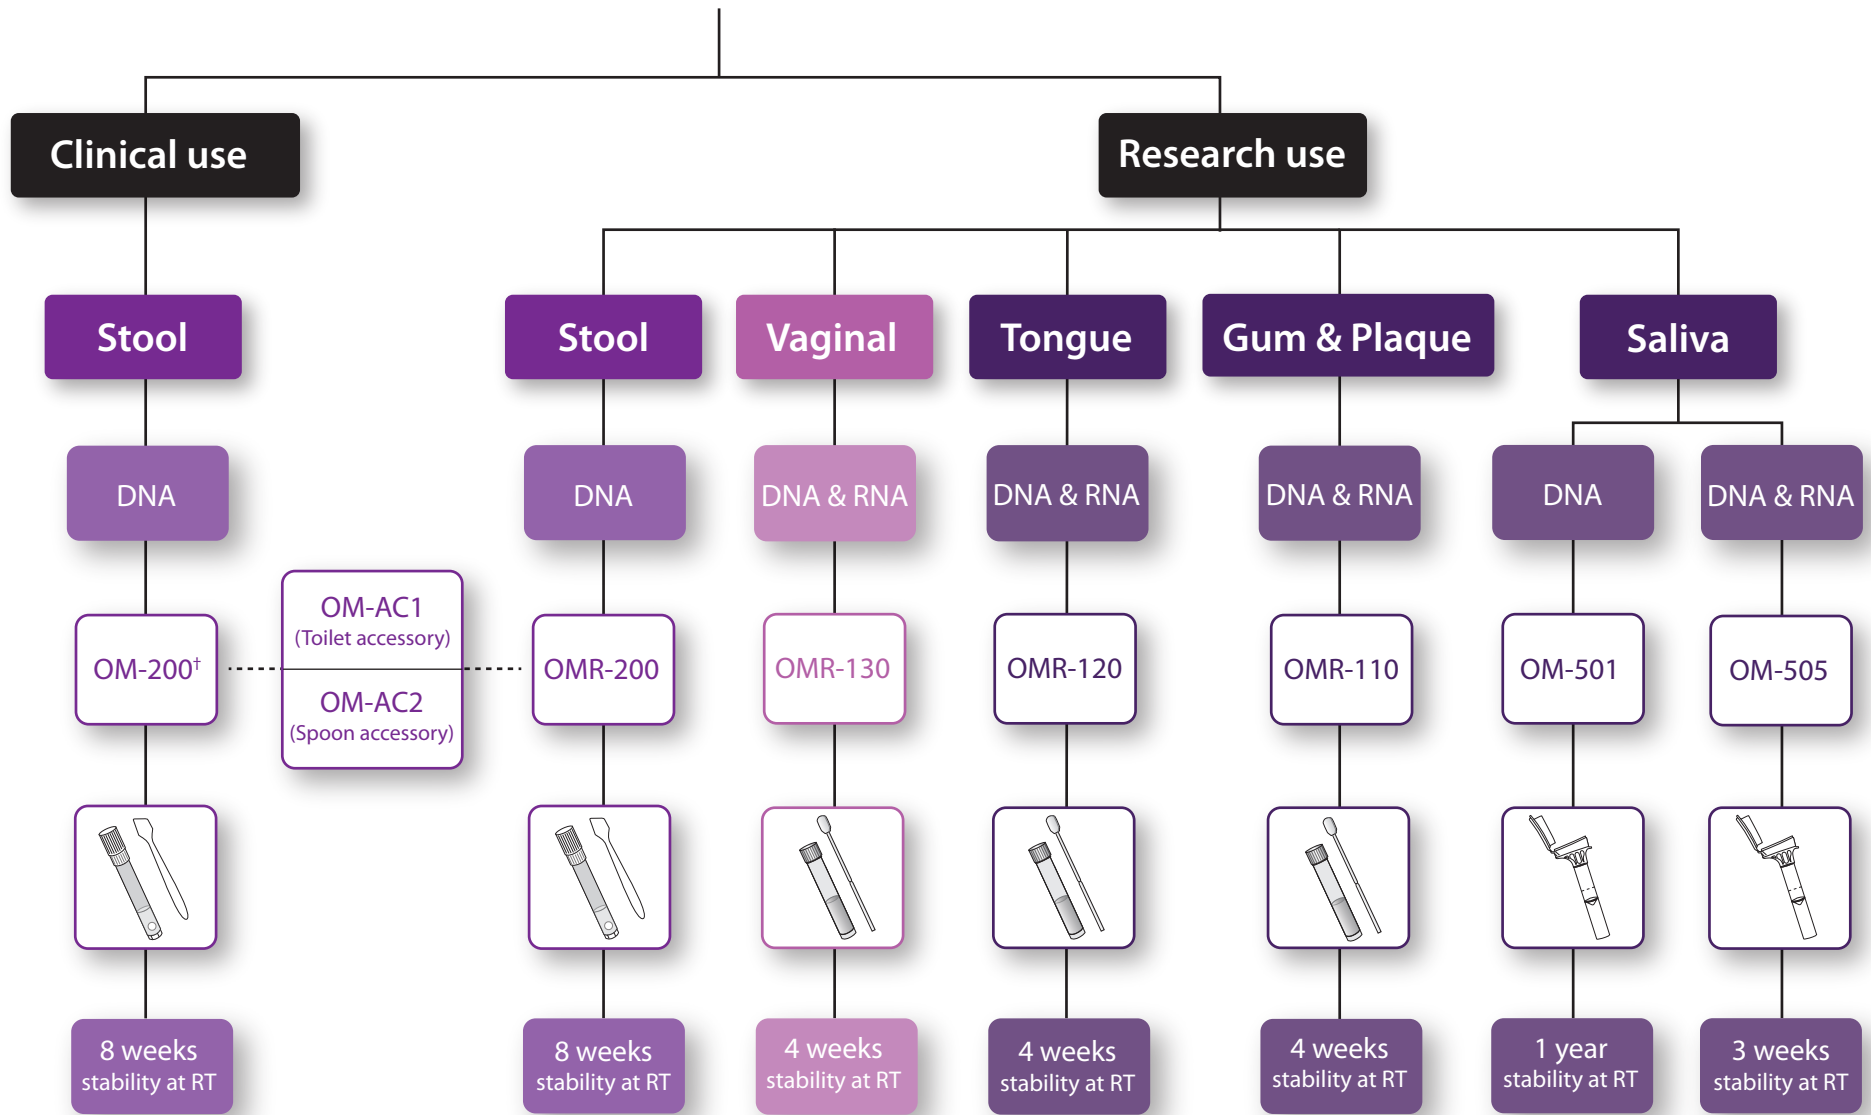 Clinical use
Research use
Stool
Stool
Vaginal
Tongue
Gum & Plaque
Saliva
DNA
DNA
DNA & RNA
DNA & RNA
DNA & RNA
DNA
DNA & RNA
OM-200†
OM-AC1
(Toilet accessory)
OM-AC2
(Spoon accessory)
OMR-200
OMR-130
OMR-120
OMR-110
OM-501
OM-505
8 weeks
stability at RT
8 weeks
stability at RT
4 weeks
stability at RT
4 weeks
stability at RT
4 weeks
stability at RT
1 year
stability at RT
3 weeks
stability at RT